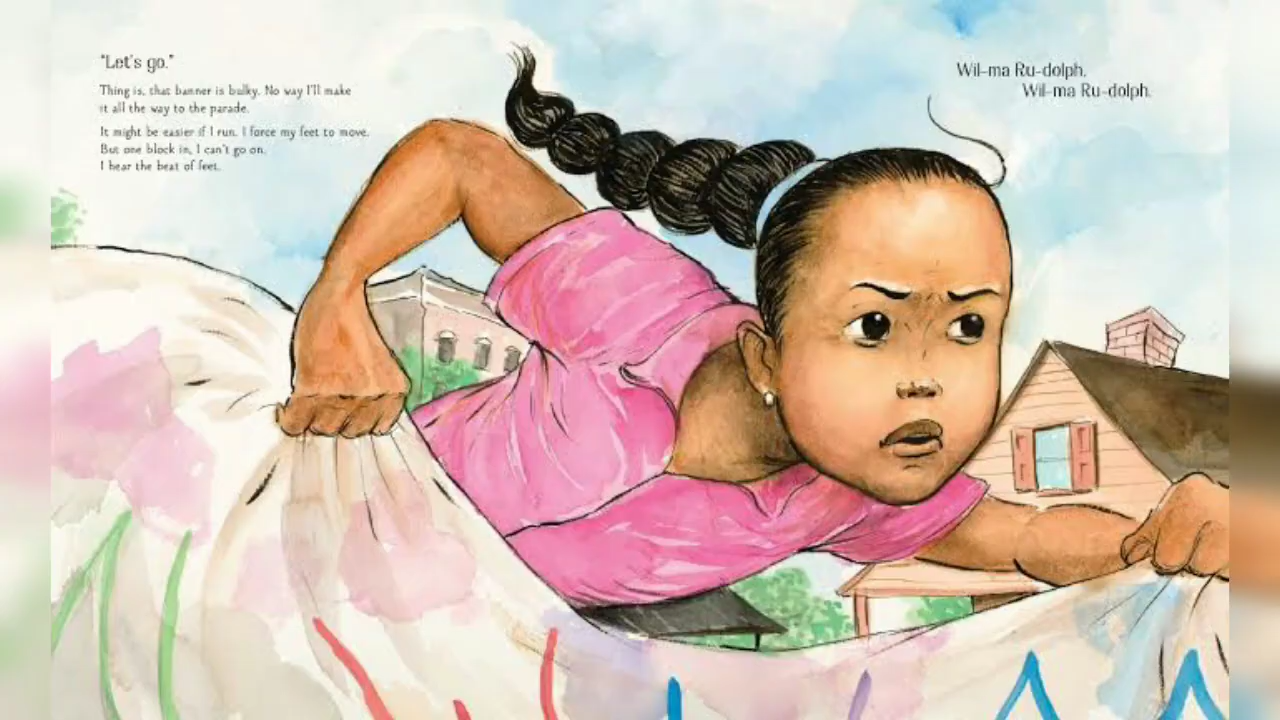 “Let’s go.”
Thing is, that banner is bulky. No way I’ll make
it all the way to the parade.
It might be easier if I run. I force my feet to move.
But one block in, I can’t go on.
I hear the beat of feet.
Wil-ma Ru-dolph,
Wil-ma Ru-dolph.